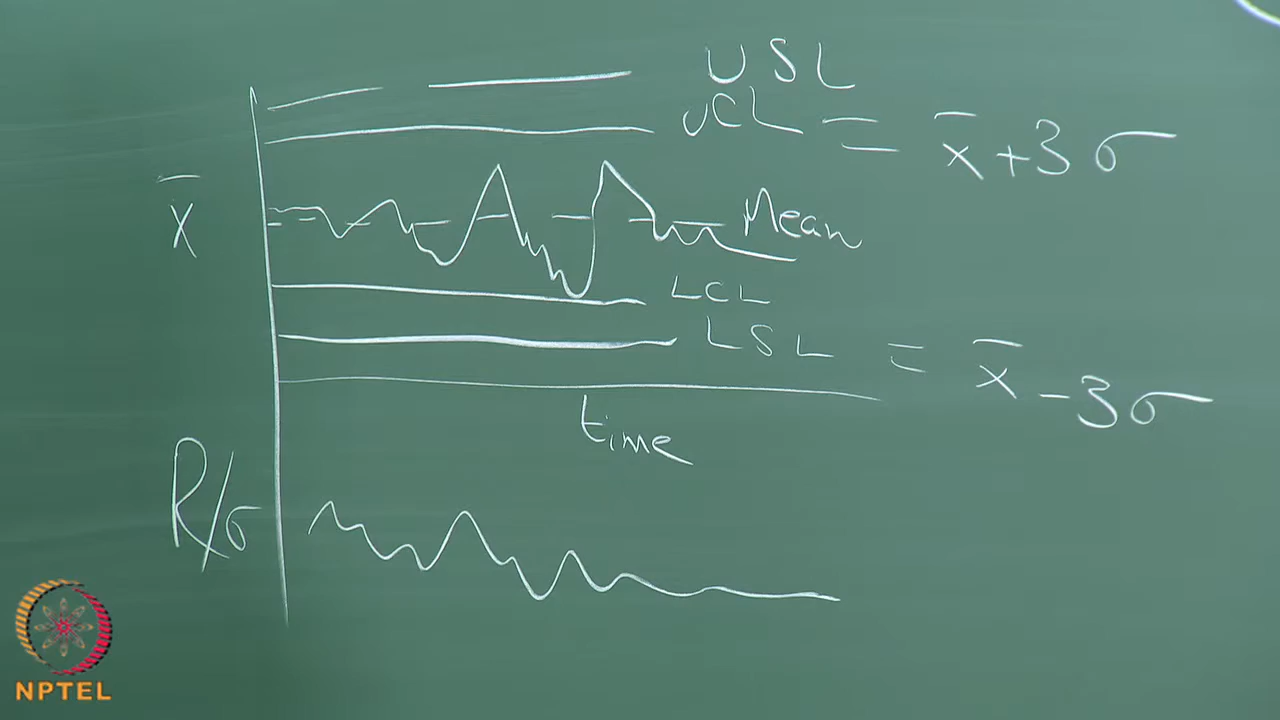 USL
UCL = x̄ + 3σ
x̄
Mean
LCL
LSL = x̄ - 3σ
time
R/σ
NPTEL